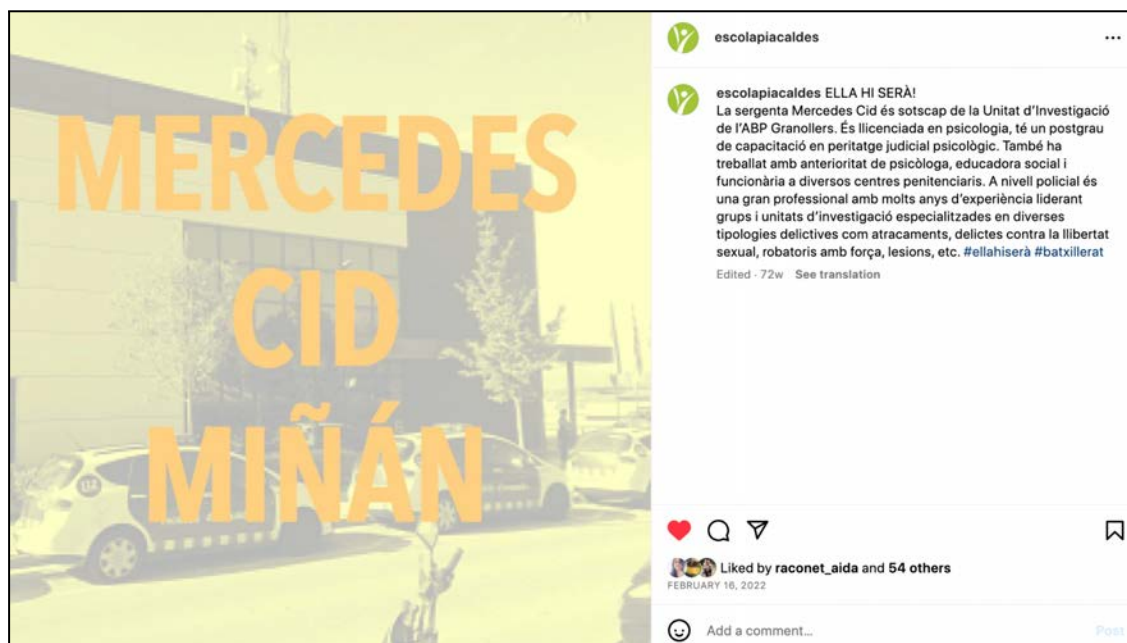 MERCEDES
CID
MIÑÁN
112
escolapiacaldes
escolapiacaldes ELLA HI SERÀ!
La sergenta Mercedes Cid és sotscap de la Unitat d'Investigació
de l'ABP Granollers. És llicenciada en psicologia, té un postgrau
de capacitació en peritatge judicial psicològic. També ha
treballat amb anterioritat de psicòloga, educadora social i
funcionària a diversos centres penitenciaris. A nivell policial és
una gran professional amb molts anys d'experiència liderant
grups i unitats d'investigació especialitzades en diverses
tipologies delictives com atracaments, delictes contra la llibertat
sexual, robatoris amb força, lesions, etc. #ellahiserà #batxillerat
Edited · 72w See translation
Liked by raconet_aida and 54 others
FEBRUARY 16, 2022
Add a comment...
Post